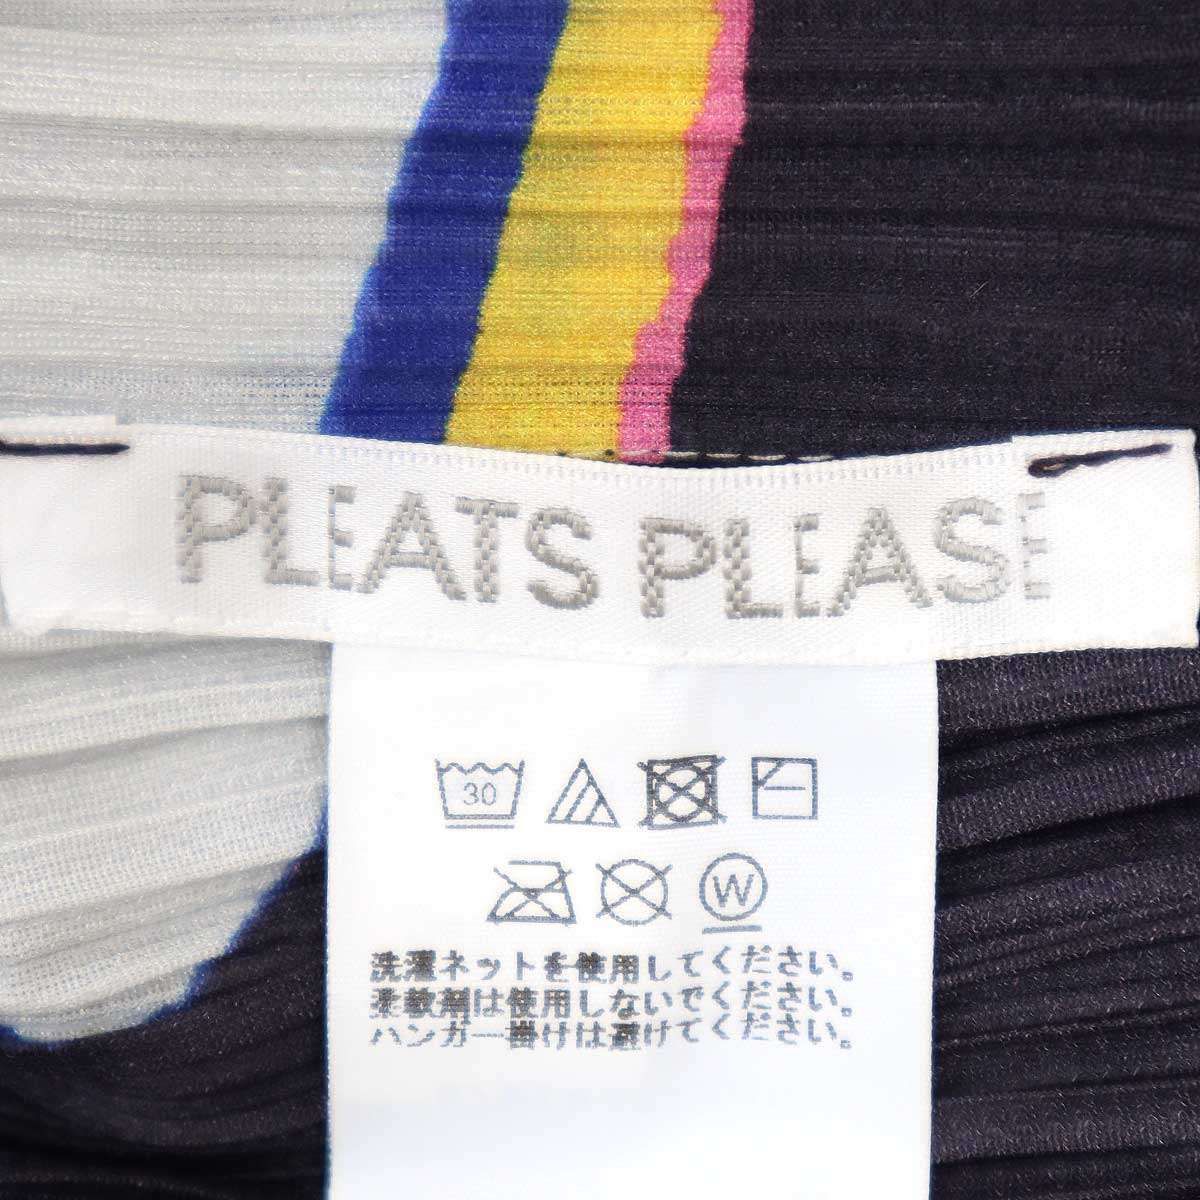 PLEATS PLEASE
30
W
洗濯ネットを使用してください。
柔軟剤は使用しないでください。
ハンガー掛けは避けてください。